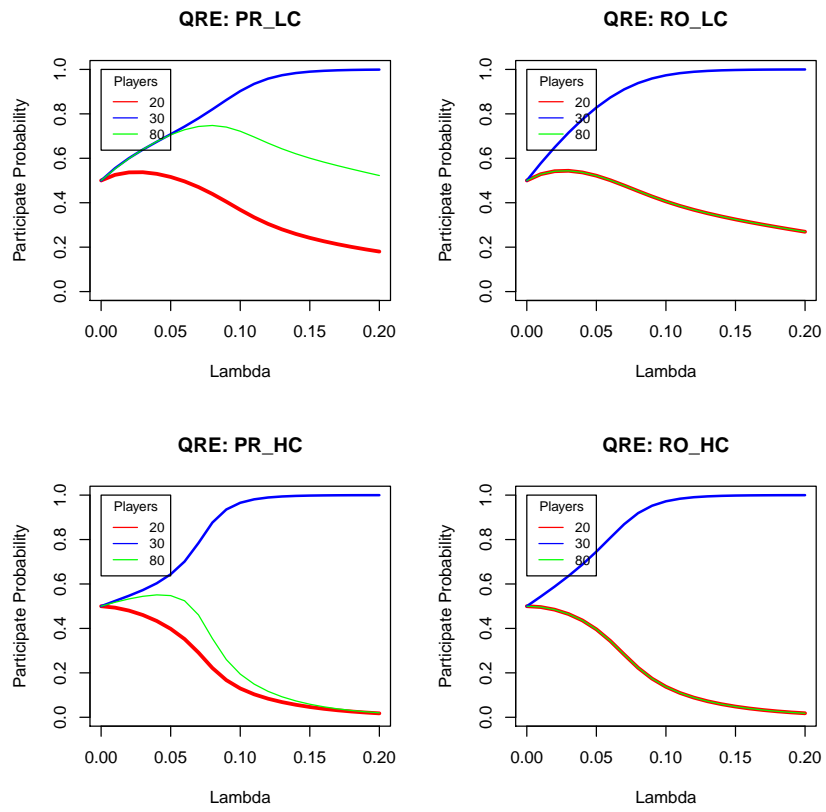 QRE: PR_LC
Players
20
30
80
Participate Probability
0.0 0.2 0.4 0.6 0.8 1.0
0.00 0.05 0.10 0.15 0.20
Lambda
QRE: RO_LC
Players
20
30
80
Participate Probability
0.0 0.2 0.4 0.6 0.8 1.0
0.00 0.05 0.10 0.15 0.20
Lambda
QRE: PR_HC
Players
20
30
80
Participate Probability
0.0 0.2 0.4 0.6 0.8 1.0
0.00 0.05 0.10 0.15 0.20
Lambda
QRE: RO_HC
Players
20
30
80
Participate Probability
0.0 0.2 0.4 0.6 0.8 1.0
0.00 0.05 0.10 0.15 0.20
Lambda